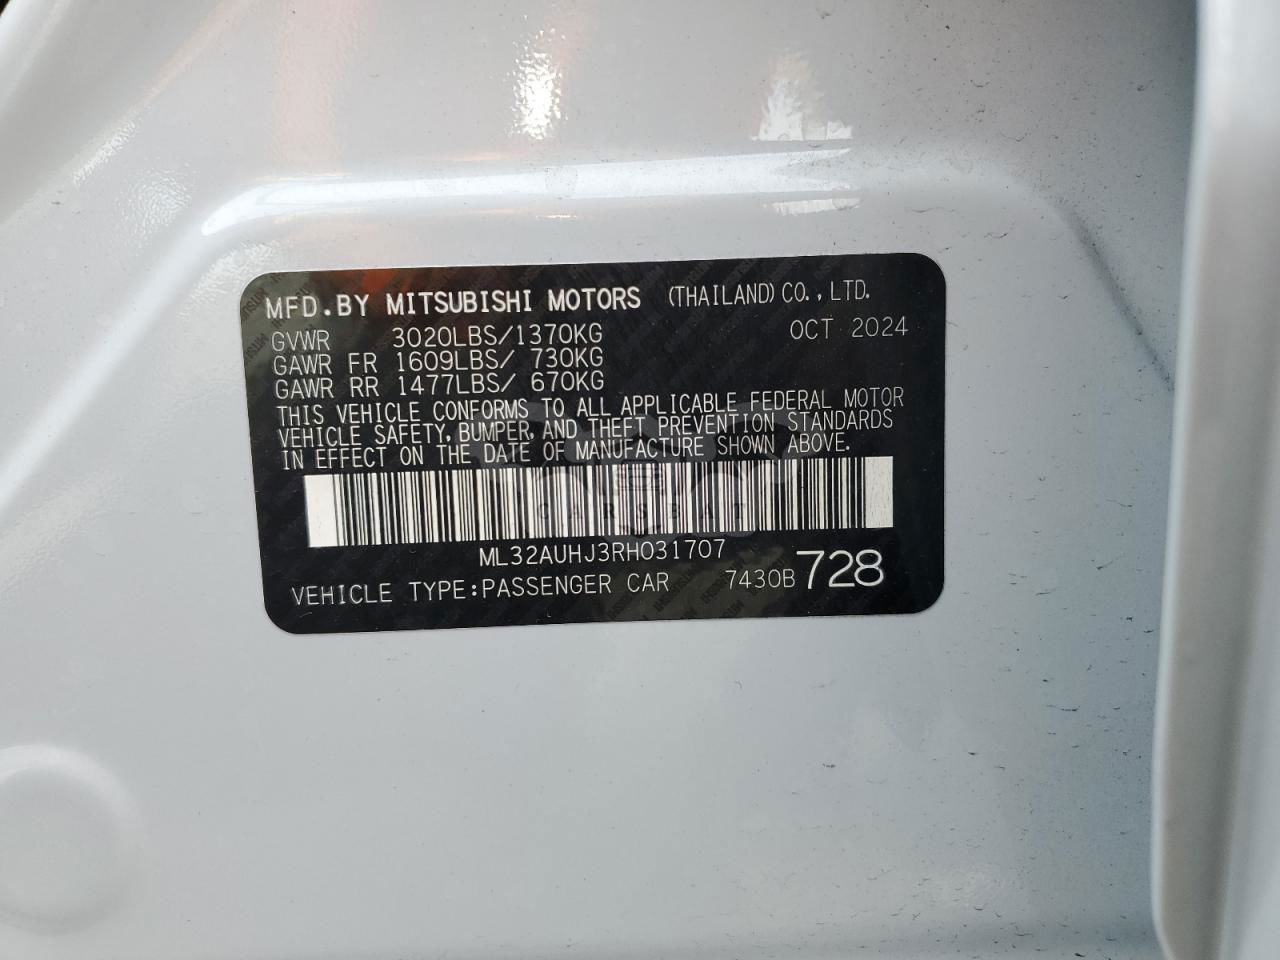 MFD.BY MITSUBISHI MOTORS (THAILAND) CO.,LTD.
GVWR 3020LBS/1370KG OCT 2024
GAWR FR 1609LBS/ 730KG
GAWR RR 1477LBS/ 670KG
THIS VEHICLE CONFORMS TO ALL APPLICABLE FEDERAL MOTOR
VEHICLE SAFETY, BUMPER, AND THEFT PREVENTION STANDARDS
IN EFFECT ON THE DATE OF MANUFACTURE SHOWN ABOVE.
CARSBAT
ML32AUHJ3RH031707
VEHICLE TYPE:PASSENGER CAR 7430B 728